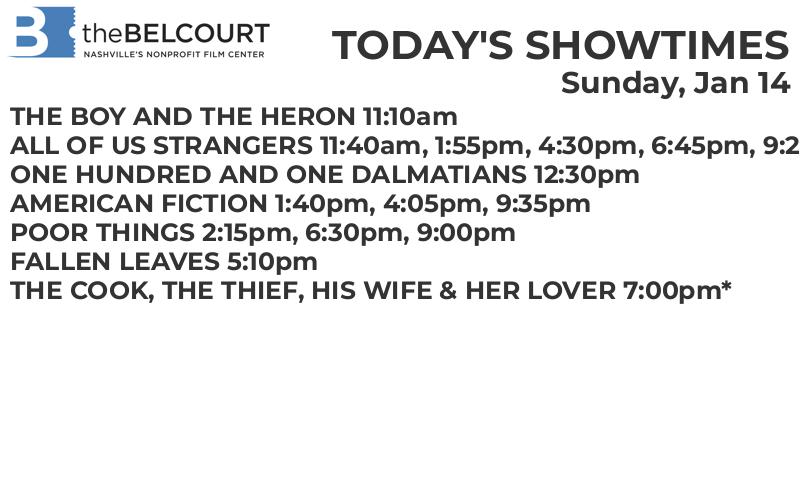 B theBELCOURT
NASHVILLE'S NONPROFIT FILM CENTER
TODAY'S SHOWTIMES
Sunday, Jan 14
THE BOY AND THE HERON 11:10am
ALL OF US STRANGERS 11:40am, 1:55pm, 4:30pm, 6:45pm, 9:2
ONE HUNDRED AND ONE DALMATIANS 12:30pm
AMERICAN FICTION 1:40pm, 4:05pm, 9:35pm
POOR THINGS 2:15pm, 6:30pm, 9:00pm
FALLEN LEAVES 5:10pm
THE COOK, THE THIEF, HIS WIFE & HER LOVER 7:00pm*